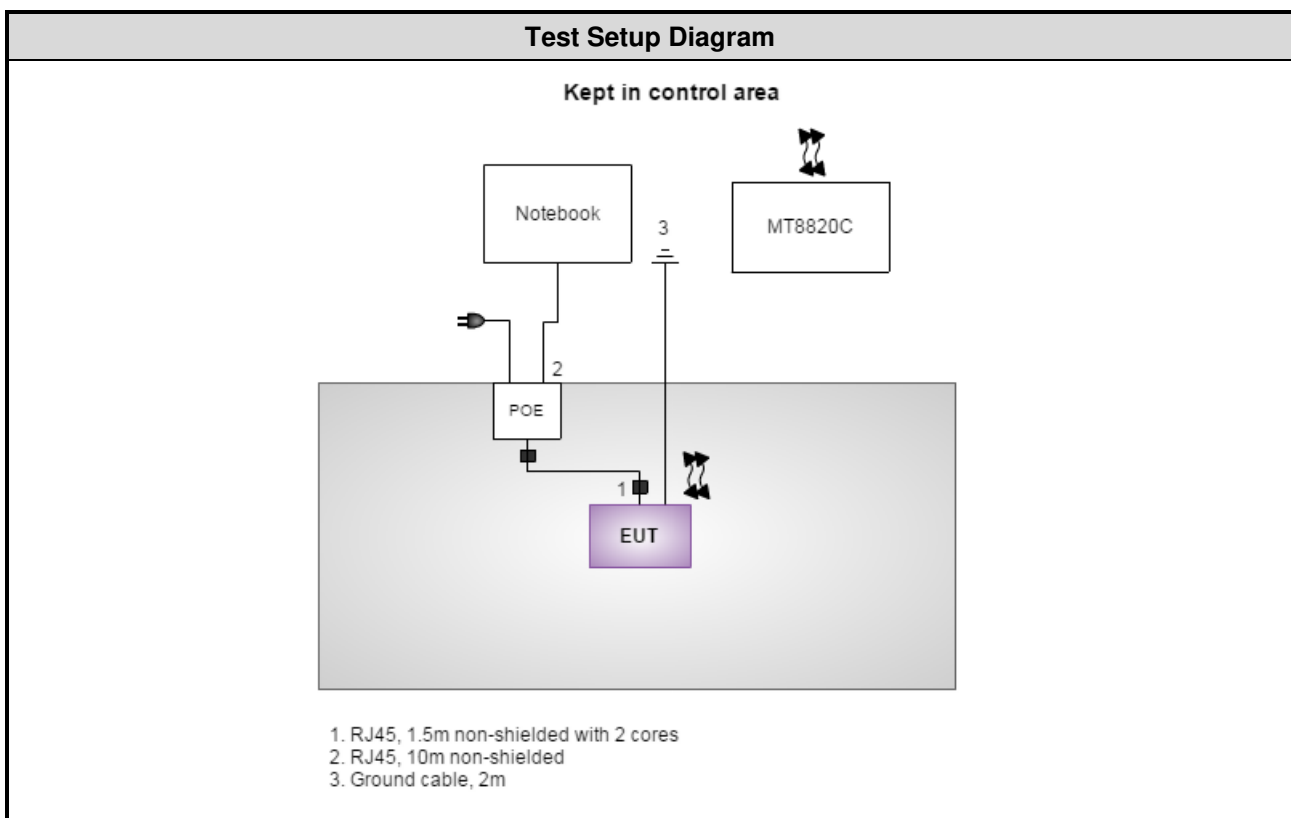 Test Setup Diagram
Kept in control area
Notebook
3
MT8820C
2
POE
1
EUT
1. RJ45, 1.5m non-shielded with 2 cores
2. RJ45, 10m non-shielded
3. Ground cable, 2m